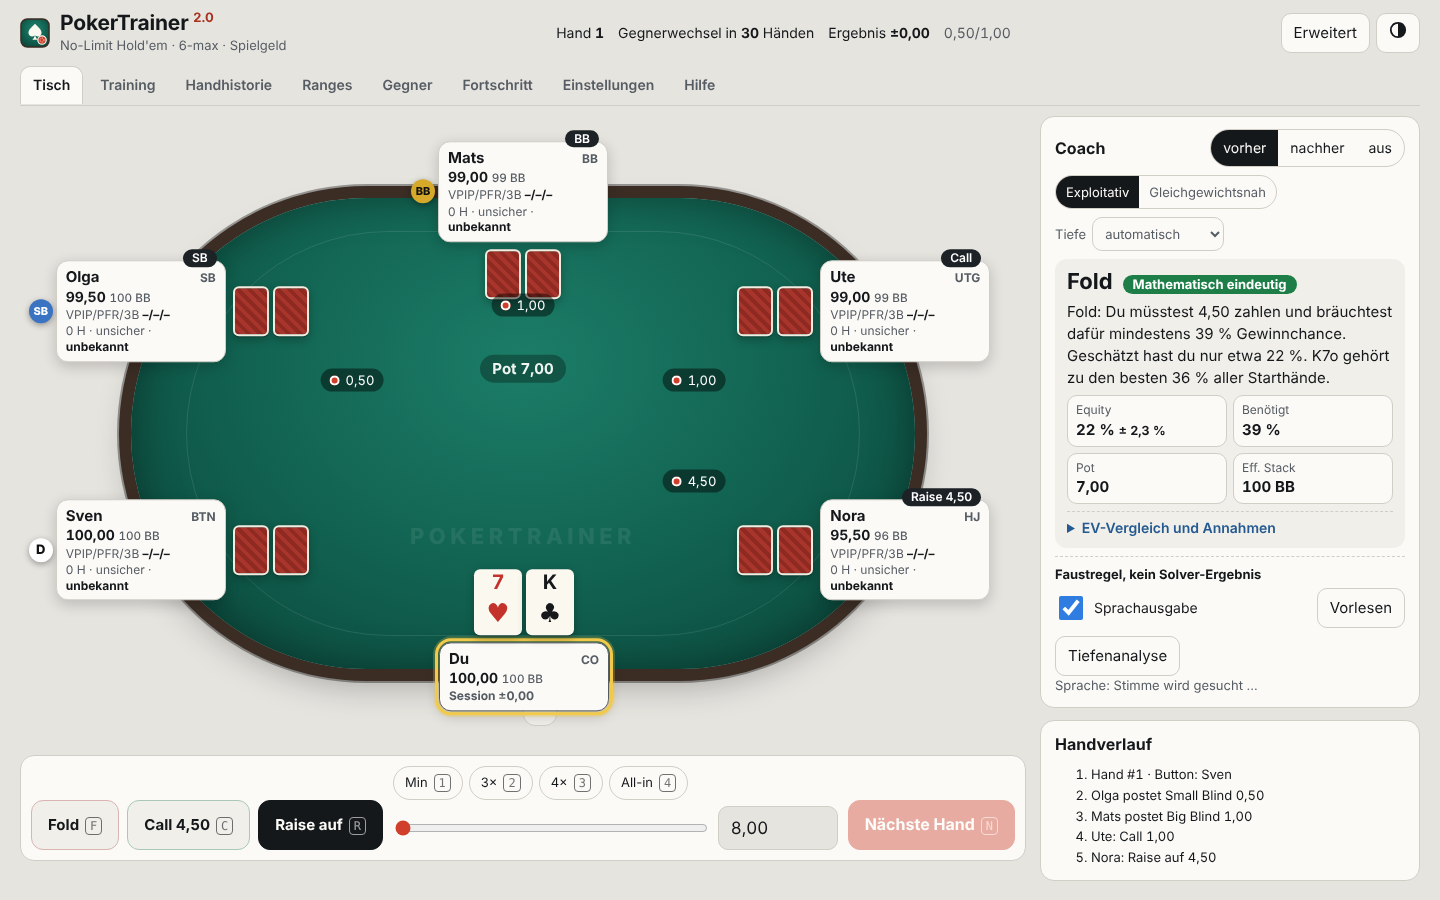 PokerTrainer 2.0
No-Limit Hold'em · 6-max · Spielgeld
Hand 1 Gegnerwechsel in 30 Händen Ergebnis ±0,00 0,50/1,00
Erweitert
Tisch Training Handhistorie Ranges Gegner Fortschritt Einstellungen Hilfe
BB
Mats BB
99,00 99 BB
VPIP/PFR/3B –/–/–
0 H · unsicher ·
unbekannt
BB
1,00
SB
Olga SB
99,50 100 BB
VPIP/PFR/3B –/–/–
0 H · unsicher ·
unbekannt
SB
0,50
Call
Ute UTG
99,00 99 BB
VPIP/PFR/3B –/–/–
0 H · unsicher ·
unbekannt
1,00
Pot 7,00
4,50
Sven BTN
100,00 100 BB
VPIP/PFR/3B –/–/–
0 H · unsicher ·
unbekannt
D
POKERTRAINER
Raise 4,50
Nora HJ
95,50 96 BB
VPIP/PFR/3B –/–/–
0 H · unsicher ·
unbekannt
7 K
Du CO
100,00 100 BB
Session ±0,00
Min 1 3× 2 4× 3 All-in 4
Fold F Call 4,50 C Raise auf R 8,00 Nächste Hand N
Coach vorher nachher aus
Exploitativ Gleichgewichtsnah
Tiefe automatisch
Fold Mathematisch eindeutig
Fold: Du müsstest 4,50 zahlen und bräuchtest
dafür mindestens 39 % Gewinnchance.
Geschätzt hast du nur etwa 22 %. K7o gehört
zu den besten 36 % aller Starthände.
Equity
22 % ± 2,3 %
Benötigt
39 %
Pot
7,00
Eff. Stack
100 BB
EV-Vergleich und Annahmen
Faustregel, kein Solver-Ergebnis
Sprachausgabe Vorlesen
Tiefenanalyse
Sprache: Stimme wird gesucht ...
Handverlauf
1. Hand #1 · Button: Sven
2. Olga postet Small Blind 0,50
3. Mats postet Big Blind 1,00
4. Ute: Call 1,00
5. Nora: Raise auf 4,50